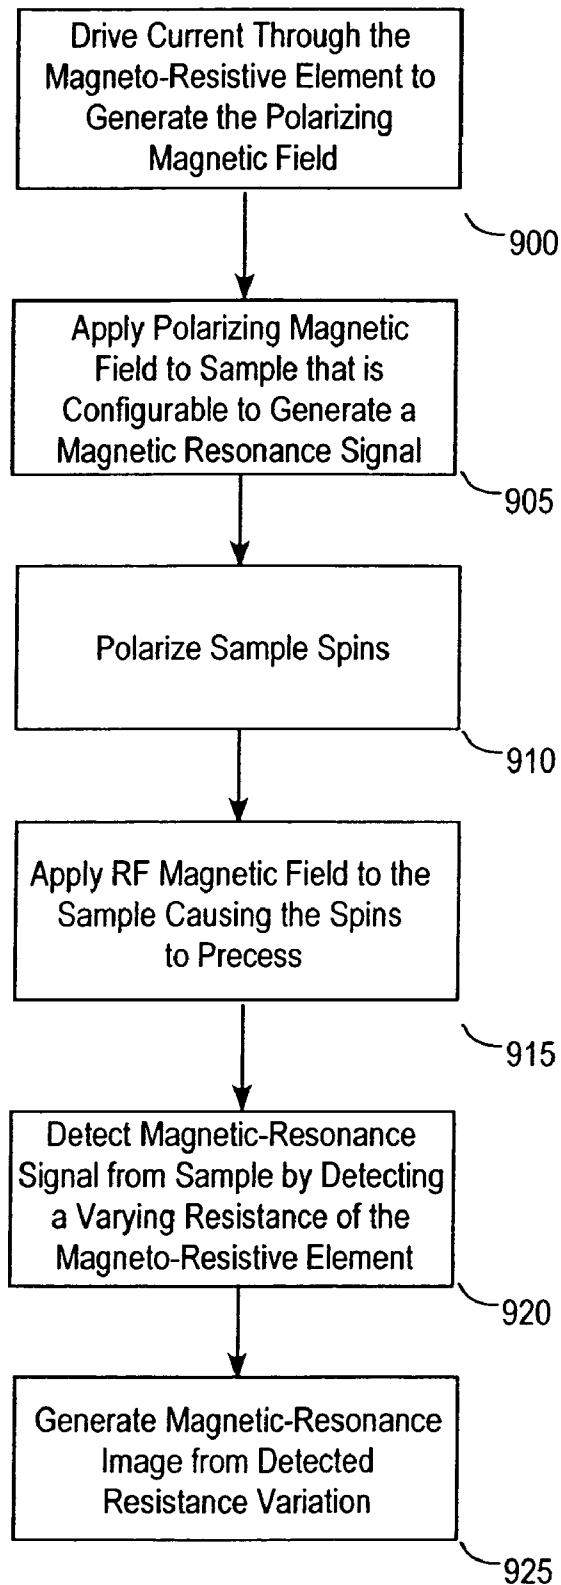 Drive Current Through the
Magneto-Resistive Element to
Generate the Polarizing
Magnetic Field
900
Apply Polarizing Magnetic
Field to Sample that is
Configurable to Generate a
Magnetic Resonance Signal
905
Polarize Sample Spins
910
Apply RF Magnetic Field to the
Sample Causing the Spins
to Precess
915
Detect Magnetic-Resonance
Signal from Sample by Detecting
a Varying Resistance of the
Magneto-Resistive Element
920
Generate Magnetic-Resonance
Image from Detected
Resistance Variation
925